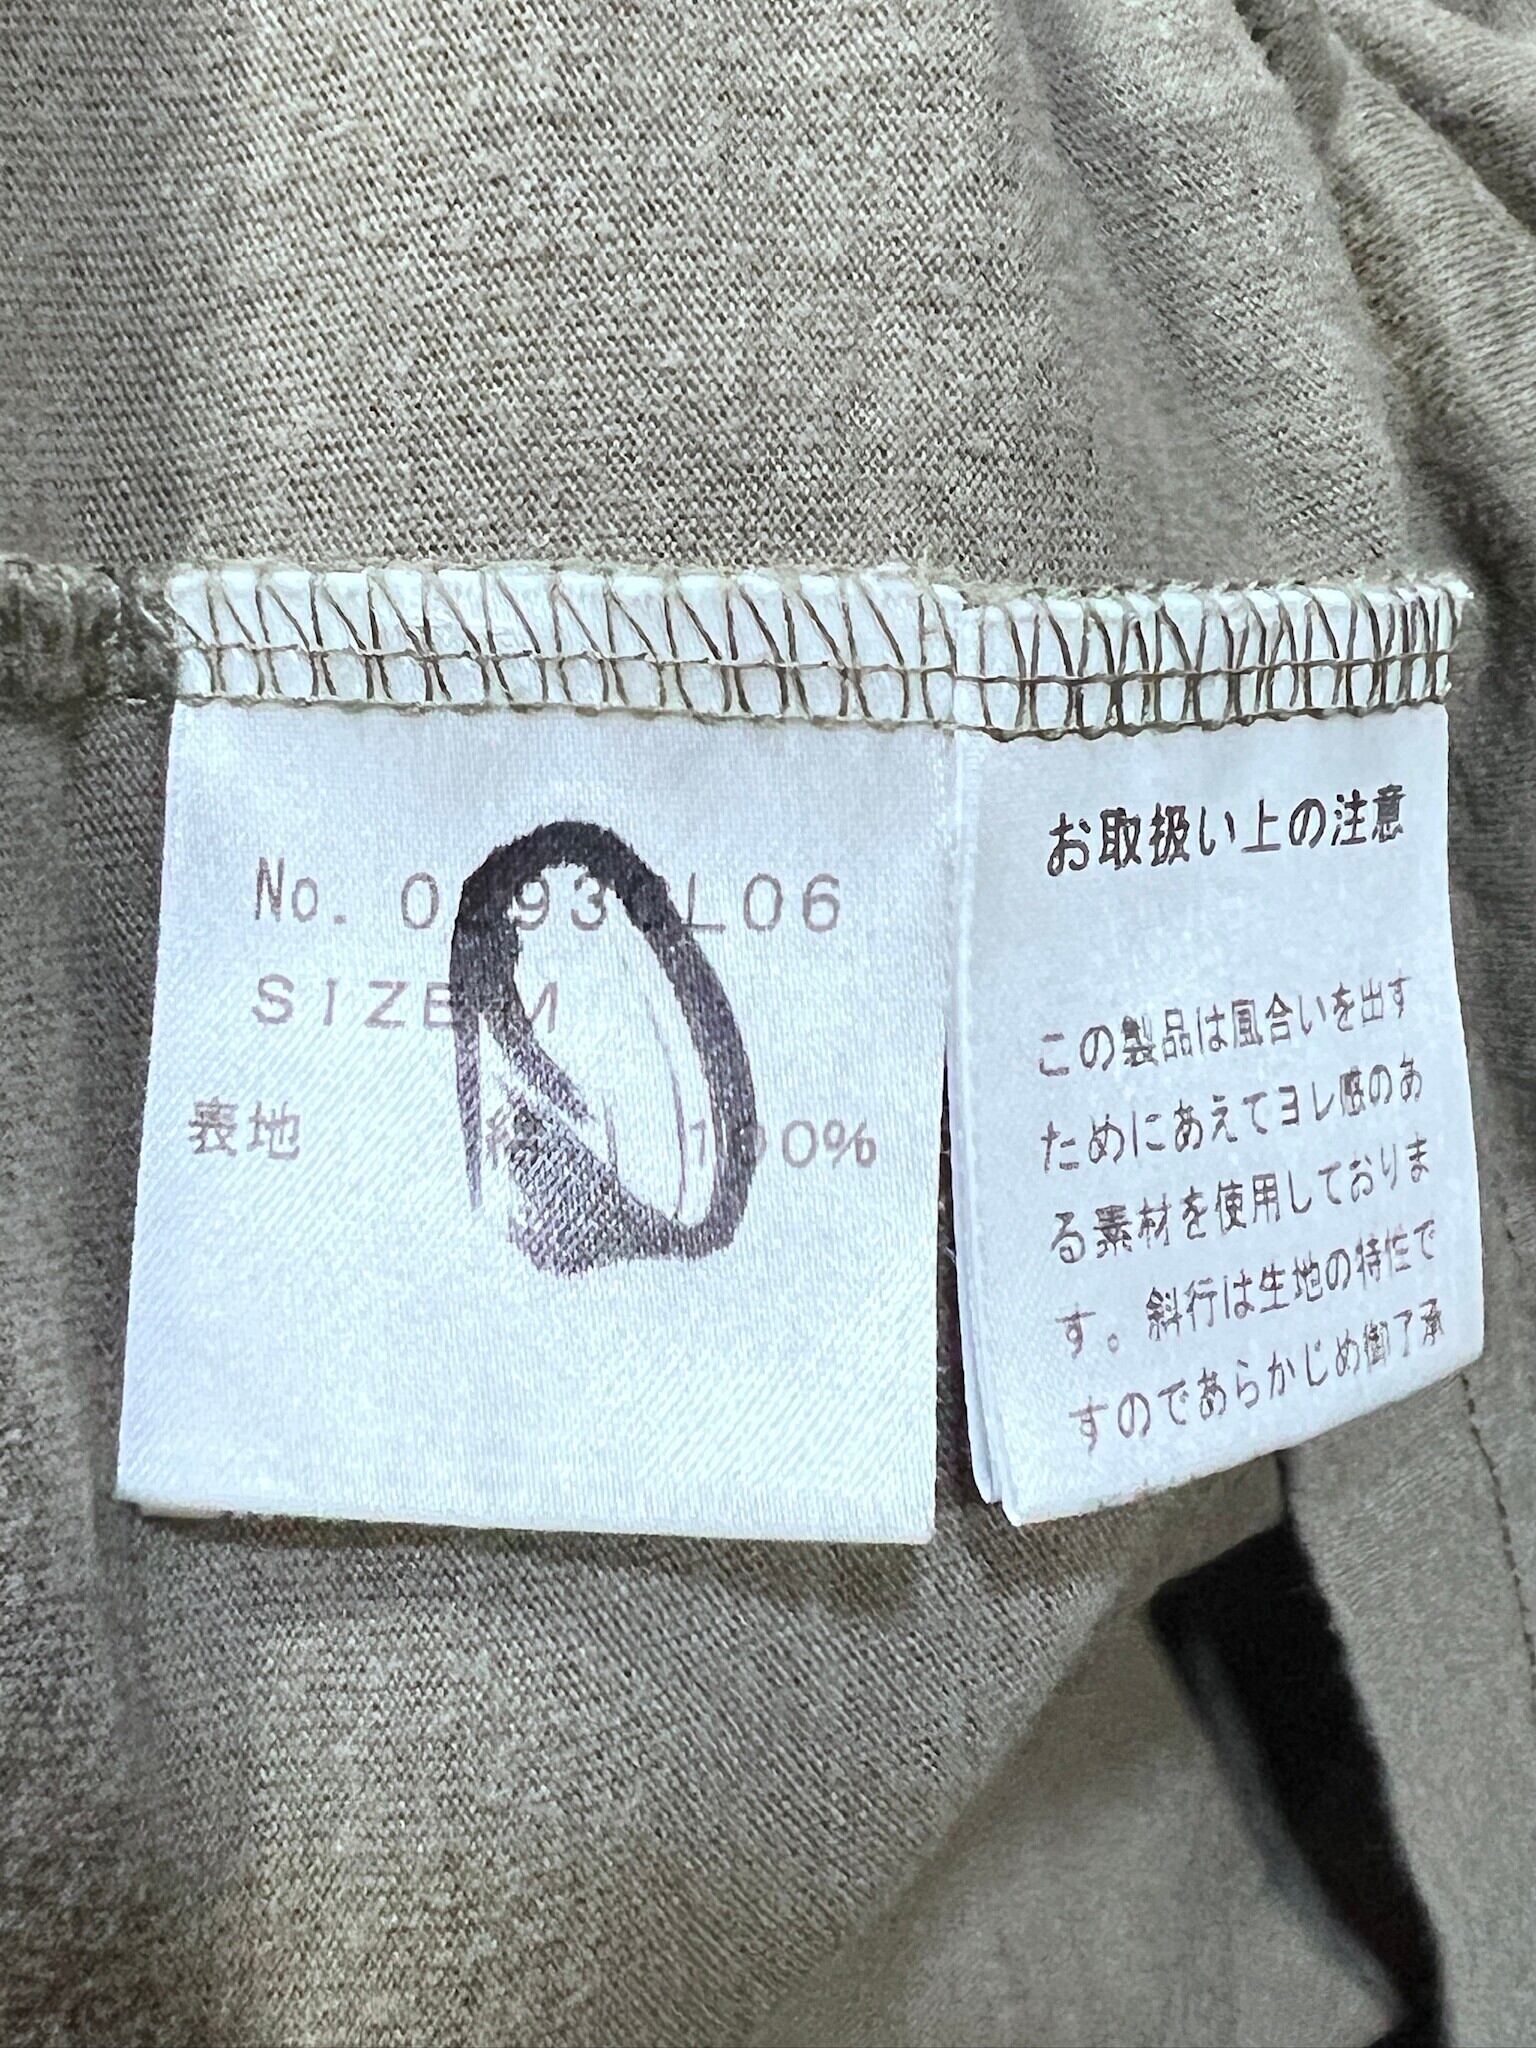 SIZE M
表地 綿 100%
お取扱い上の注意
この製品は風合いを出す
ためにあえてヨレ感のあ
る素材を使用しておりま
す。斜行は生地の特性で
すのであらかじめ御了承